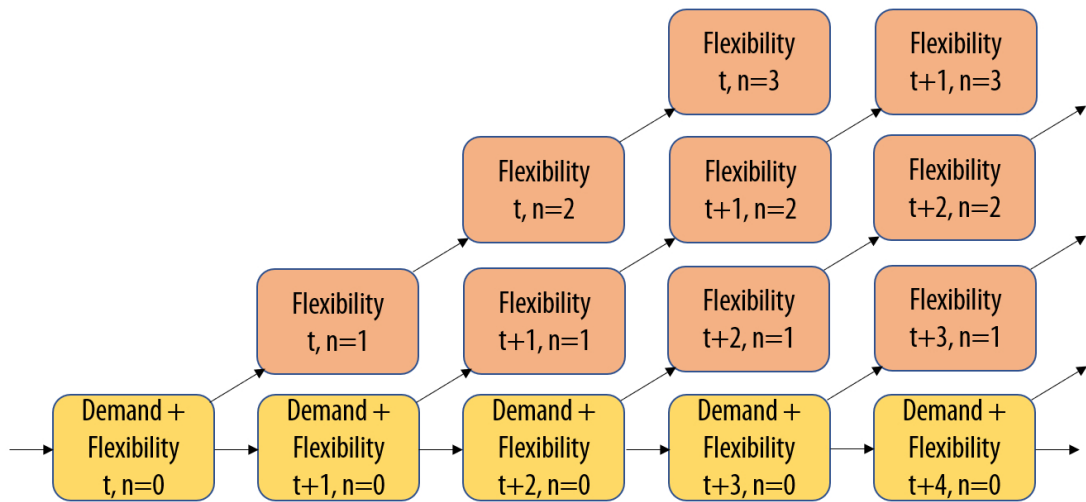 Flexibility
t, n=3
Flexibility
t+1, n=3
Flexibility
t, n=2
Flexibility
t+1, n=2
Flexibility
t+2, n=2
Flexibility
t, n=1
Flexibility
t+1, n=1
Flexibility
t+2, n=1
Flexibility
t+3, n=1
Demand +
Flexibility
t, n=0
Demand +
Flexibility
t+1, n=0
Demand +
Flexibility
t+2, n=0
Demand +
Flexibility
t+3, n=0
Demand +
Flexibility
t+4, n=0